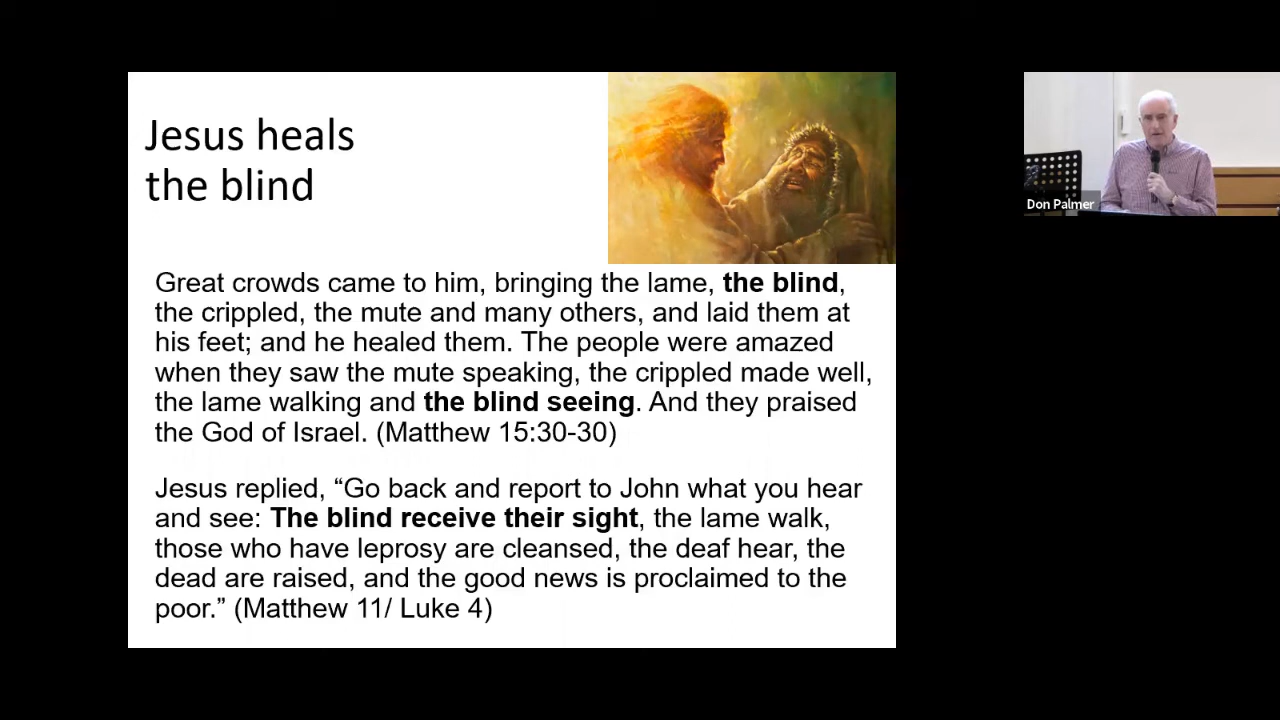 Jesus heals
the blind
Great crowds came to him, bringing the lame, the blind,
the crippled, the mute and many others, and laid them at
his feet; and he healed them. The people were amazed
when they saw the mute speaking, the crippled made well,
the lame walking and the blind seeing. And they praised
the God of Israel. (Matthew 15:30-30)
Jesus replied, “Go back and report to John what you hear
and see: The blind receive their sight, the lame walk,
those who have leprosy are cleansed, the deaf hear, the
dead are raised, and the good news is proclaimed to the
poor.” (Matthew 11/ Luke 4)
Don Palmer